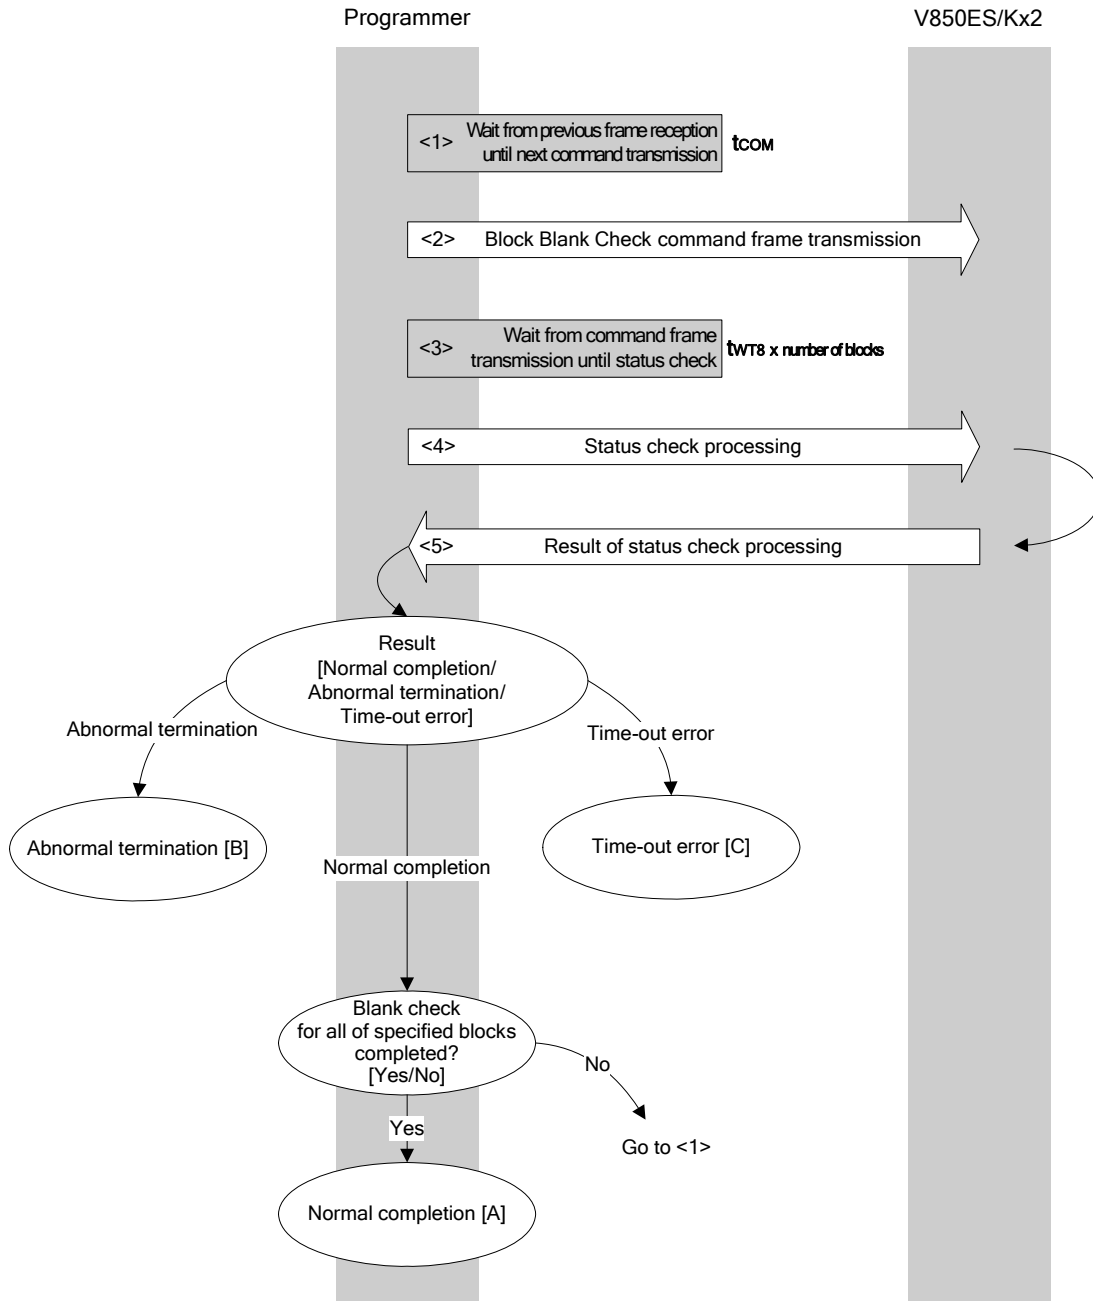 Programmer
V850ES/Kx2
<1>
Wait from previous frame reception
until next command transmission
tCOM
<2>
Block Blank Check command frame transmission
<3>
Wait from command frame
transmission until status check
tWT8 x number of blocks
<4>
Status check processing
<5>
Result of status check processing
Result
[Normal completion/
Abnormal termination/
Time-out error]
Abnormal termination
Time-out error
Abnormal termination [B]
Time-out error [C]
Normal completion
Blank check
for all of specified blocks
completed?
[Yes/No]
No
Yes
Go to <1>
Normal completion [A]